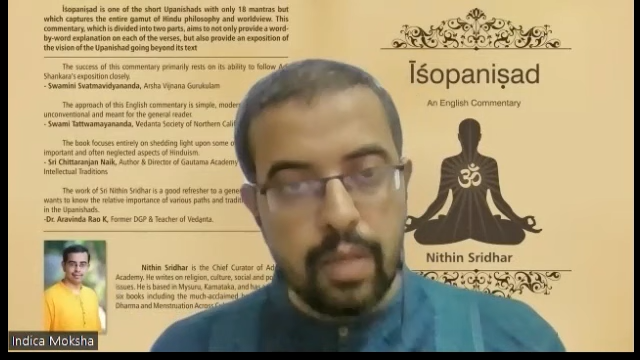 Īśopaniṣad is one of the short Upanishads with only 18 mantras but
which captures the entire gamut of Hindu philosophy and worldview. This
commentary, which is divided into two parts, aims to not only provide a word-
by-word explanation on each of the verses, but also provide an exposition of
the vision of the Upanishad going beyond its text
The success of this commentary primarily rests on its ability to follow
Shankara's exposition closely.
- Swamini Svatmavidyananda, Arsha Vijnana Gurukulam
The approach of this English commentary is simple,
unconventional and meant for the general reader.
- Swami Tattwamayananda, Vedanta Society of Northern
The book focuses entirely on shedding light upon some
important and often neglected aspects of Hinduism.
- Sri Chittaranjan Naik, Author & Director of Gautama Academy
Intellectual Traditions
The work of Sri Nithin Sridhar is a good refresher to a
wants to know the relative importance of various paths and
in the Upanishads.
-Dr. Aravinda Rao K, Former DGP & Teacher of Vedanta.
Nithin Sridhar is the Chief Curator of
Academy. He writes on religion, culture, social and
issues. He is based in Mysuru, Karnataka, and has
six books including the much-acclaimed
Dharma and Menstruation Across
Īśopaniṣad
An English Commentary
ॐ
Nithin Sridhar
Indica Moksha